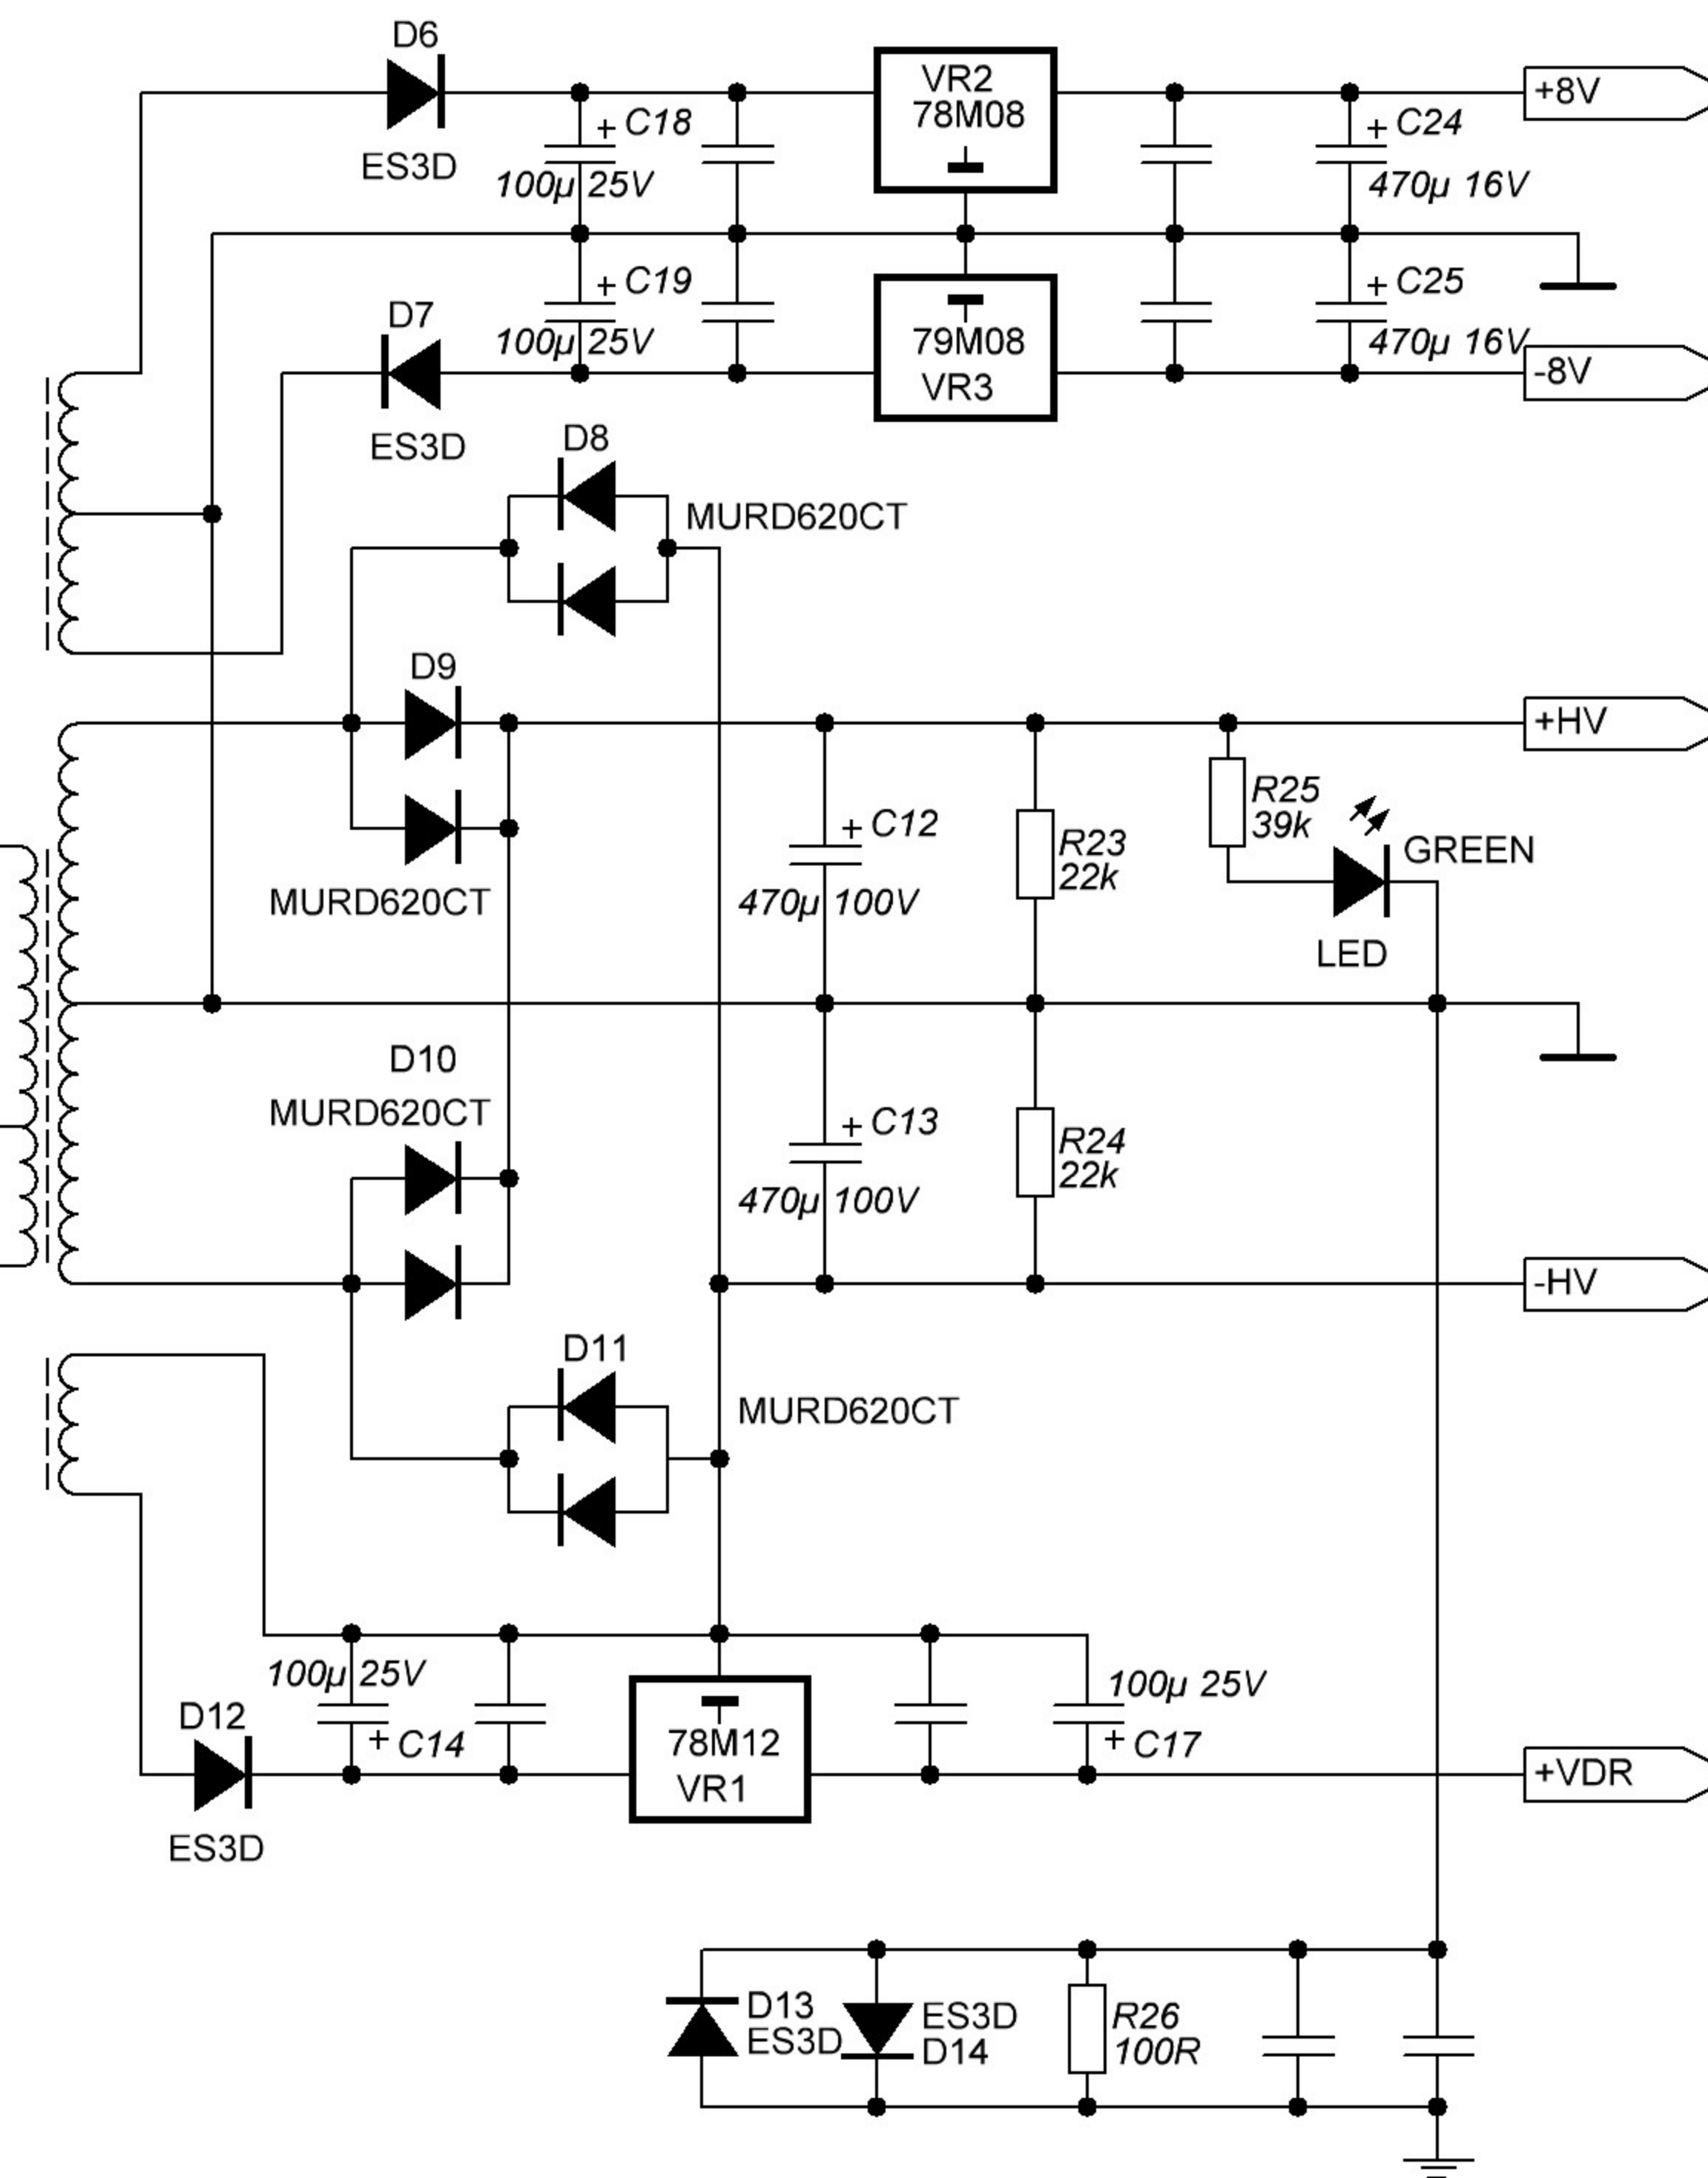 D6
ES3D
+ C18
100µ 25V
VR2
78M08
+ C24
470µ 16V
+8V
+ C19
100µ 25V
D7
ES3D
79M08
VR3
+ C25
470µ 16V
-8V
D8
MURD620CT
D9
MURD620CT
+HV
R25
39k
GREEN
LED
+ C12
470µ 100V
R23
22k
D10
MURD620CT
+ C13
470µ 100V
R24
22k
-HV
D11
MURD620CT
100µ 25V
+ C14
D12
ES3D
78M12
VR1
100µ 25V
+ C17
+VDR
D13
ES3D
ES3D
D14
R26
100R